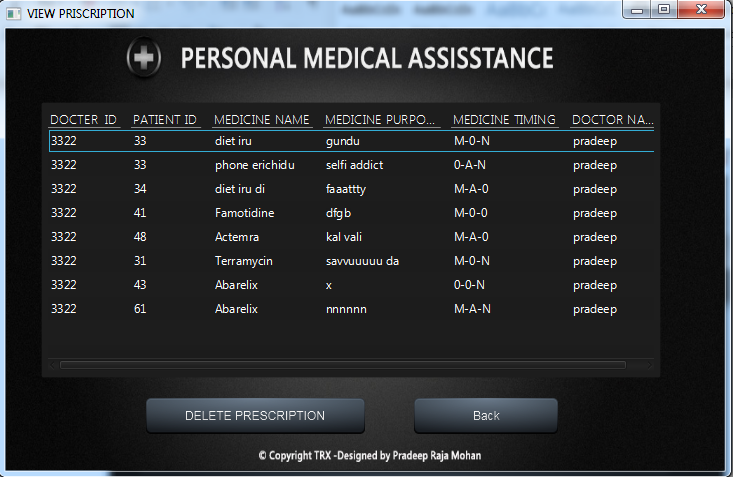 VIEW PRISCRIPTION
PERSONAL MEDICAL ASSISSTANCE
DOCTER ID PATIENT ID MEDICINE NAME MEDICINE PURPO... MEDICINE TIMING DOCTOR NA...
3322 33 diet iru gundu M-0-N pradeep
3322 33 phone erichidu selfi addict 0-A-N pradeep
3322 34 diet iru di faaattty M-A-0 pradeep
3322 41 Famotidine dfgb M-0-0 pradeep
3322 48 Actemra kal vali M-A-0 pradeep
3322 31 Terramycin savvuuuuu da M-0-N pradeep
3322 43 Abarelix x 0-0-N pradeep
3322 61 Abarelix nnnnnn M-A-N pradeep
DELETE PRESCRIPTION Back
© Copyright TRX -Designed by Pradeep Raja Mohan